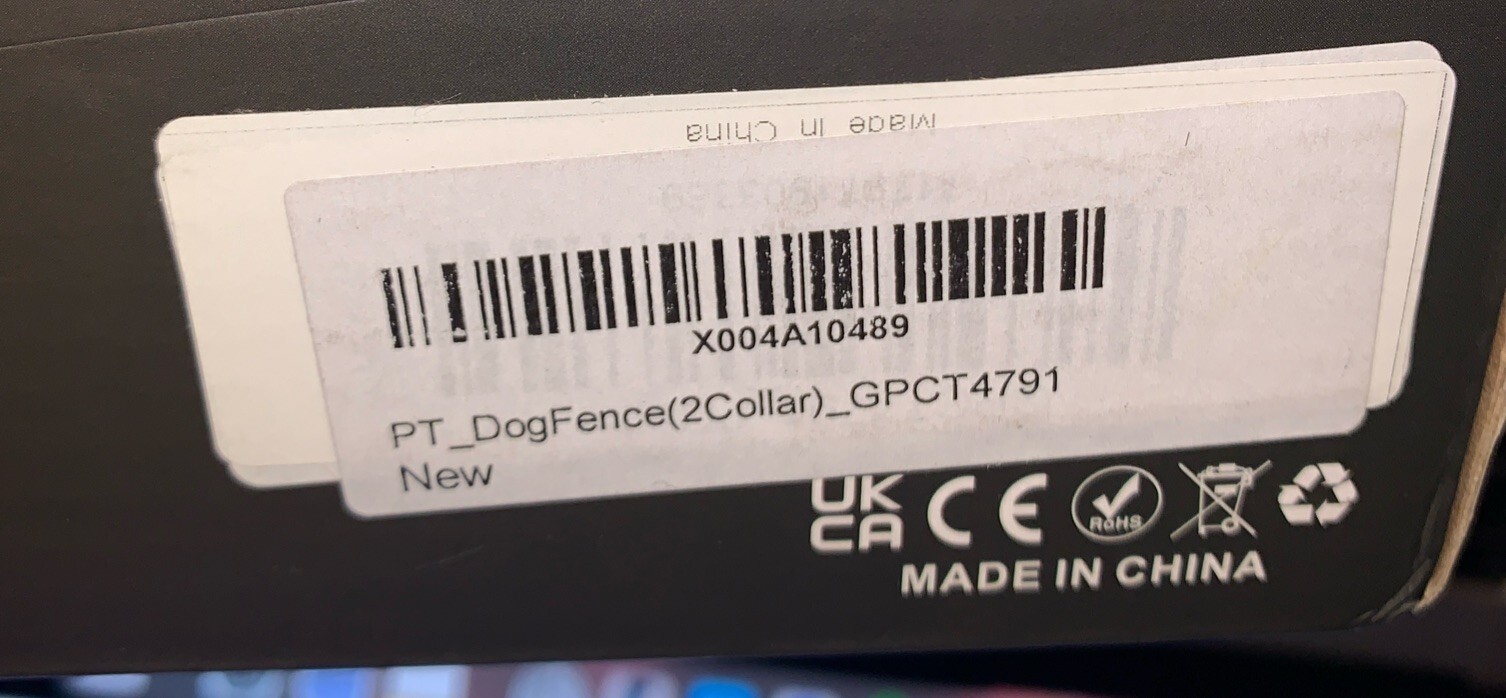 Made in China
X004A10489
PT_DogFence(2Collar)_GPCT4791
New
UK
CA
CE
RoHS
MADE IN CHINA